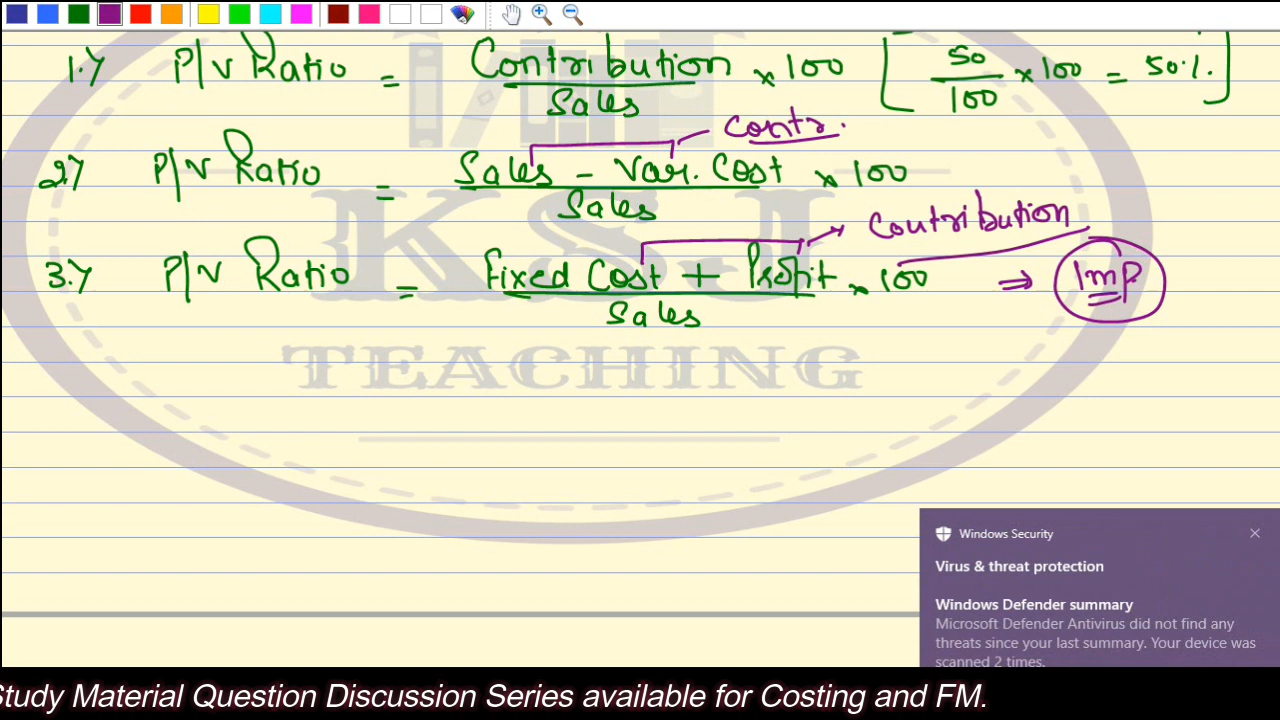 1.) P/V Ratio = Contribution / Sales × 100 [ 50 / 100 × 100 = 50%. ]
Contr.
2) P/V Ratio = Sales - Var. Cost / Sales × 100
Contribution
3.) P/V Ratio = Fixed Cost + Profit / Sales × 100 ⇒ Imp
KSJ
TEACHING
Windows Security
Virus & threat protection
Windows Defender summary
Microsoft Defender Antivirus did not find any
threats since your last summary. Your device was
scanned 2 times.
Study Material Question Discussion Series available for Costing and FM.